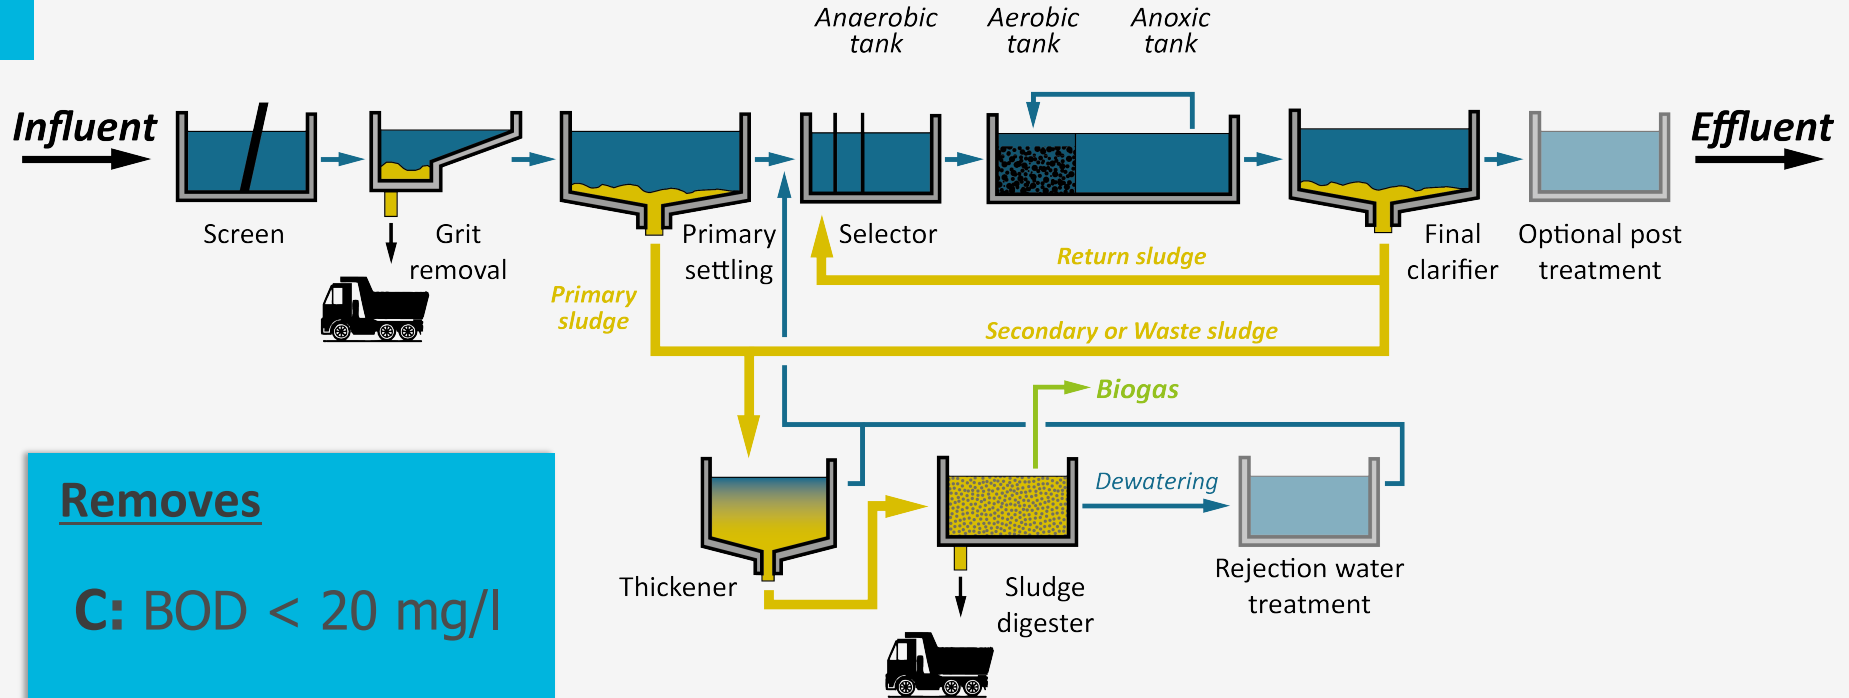 Anaerobic
tank
Aerobic
tank
Anoxic
tank
Influent
Effluent
Screen
Grit
removal
Primary
settling
Selector
Final
clarifier
Optional post
treatment
Return sludge
Primary
sludge
Secondary or Waste sludge
Biogas
Removes
C: BOD < 20 mg/l
Thickener
Sludge
digester
Dewatering
Rejection water
treatment